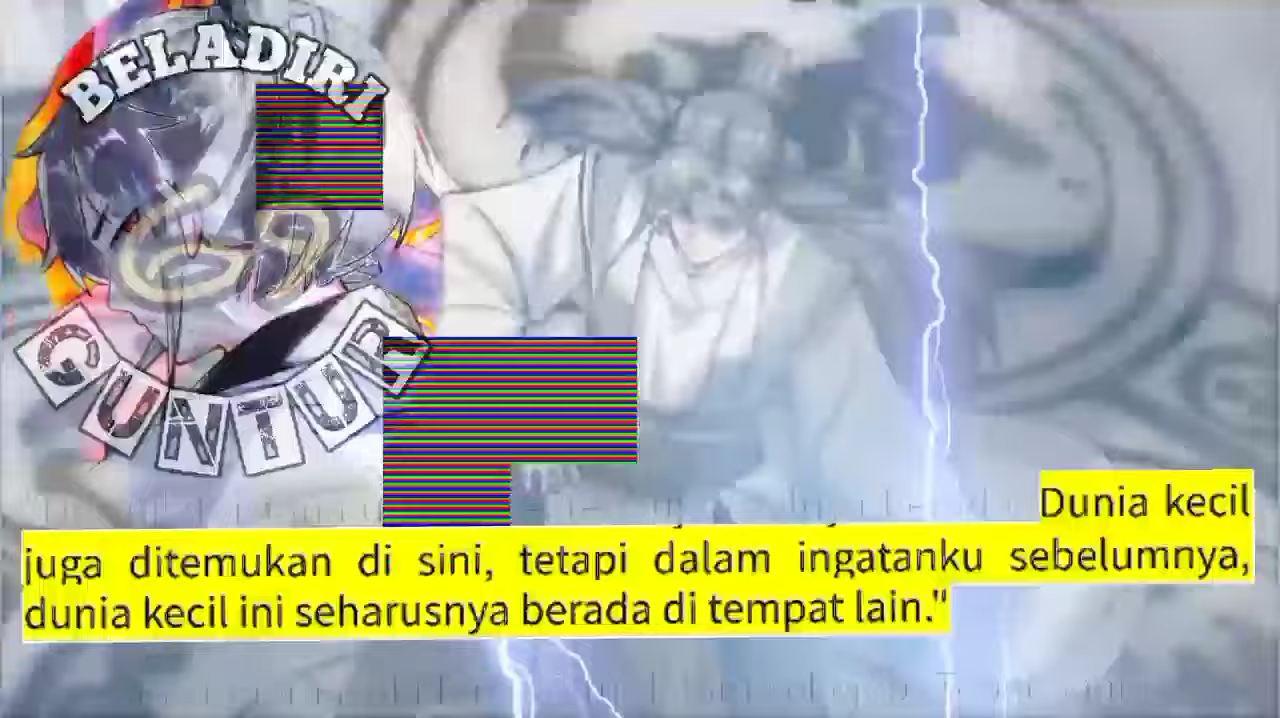 BELADIRI
GUNTUR
Dunia kecil
juga ditemukan di sini, tetapi dalam ingatanku sebelumnya,
dunia kecil ini seharusnya berada di tempat lain."